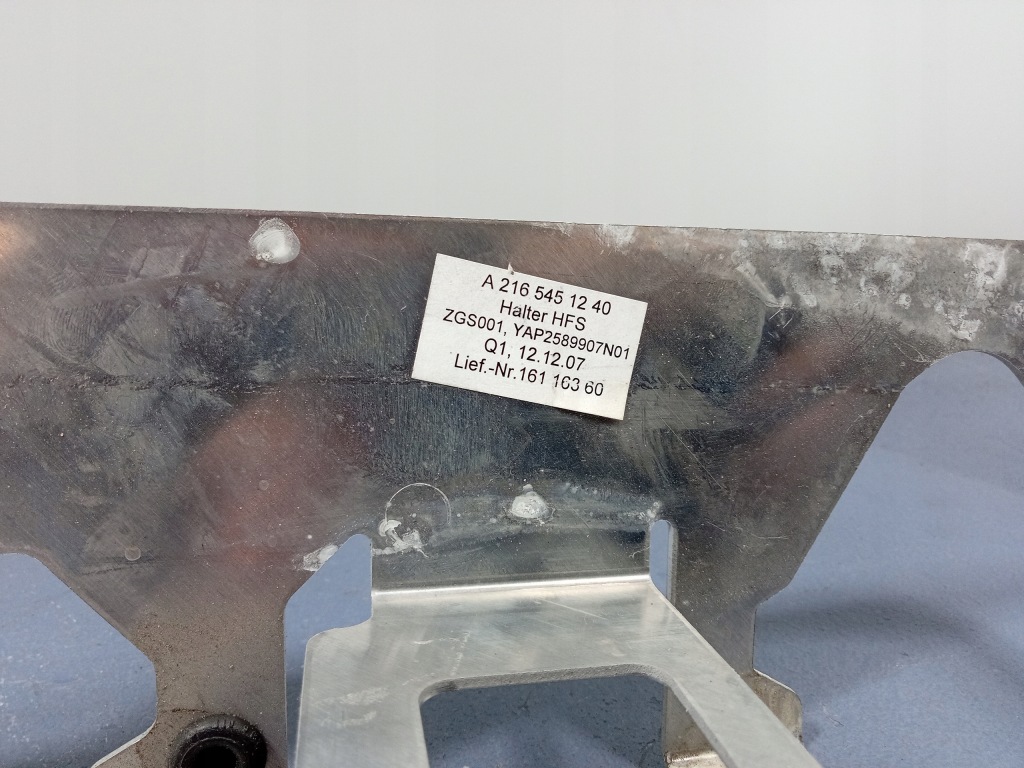 A 216 545 12 40
Halter HFS
ZGS001, YAP2589907N01
Q1, 12.12.07
Lief.-Nr.161 163 60